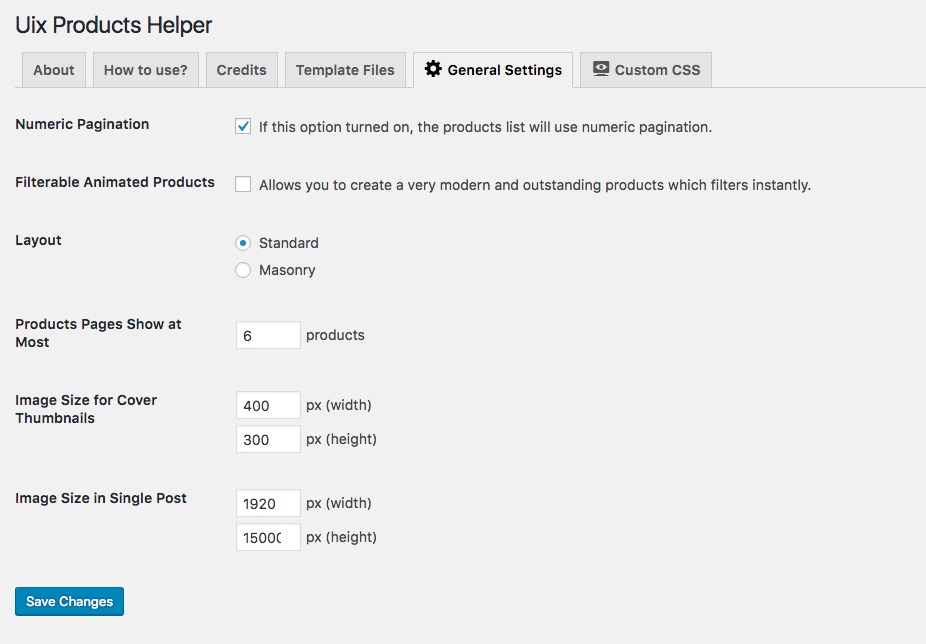 Uix Products Helper
About How to use? Credits Template Files General Settings Custom CSS
Numeric Pagination If this option turned on, the products list will use numeric pagination.
Filterable Animated Products Allows you to create a very modern and outstanding products which filters instantly.
Layout Standard
Masonry
Products Pages Show at
Most
6 products
Image Size for Cover
Thumbnails
400 px (width)
300 px (height)
Image Size in Single Post 1920 px (width)
px (height)
Save Changes